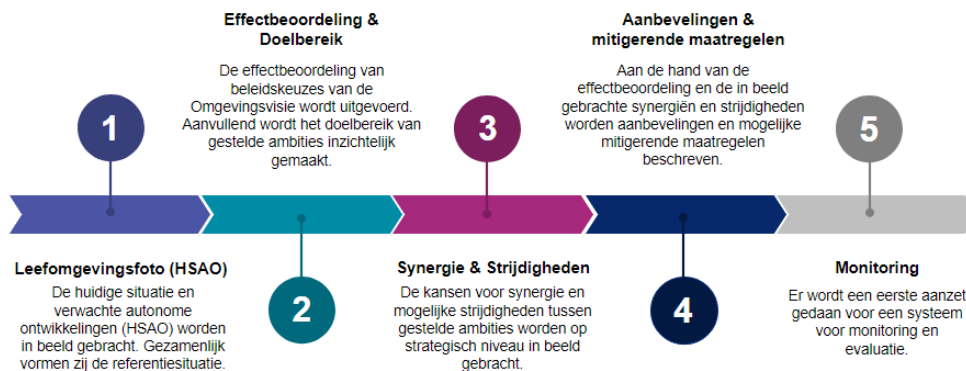 1
Leefomgevingsfoto (HSAO)
De huidige situatie en
verwachte autonome
ontwikkelingen (HSAO) worden
in beeld gebracht. Gezamenlijk
vormen zij de referentiesituatie.
Effectbeoordeling &
Doelbereik
De effectbeoordeling van
beleidskeuzes van de
Omgevingsvisie wordt uitgevoerd.
Aanvullend wordt het doelbereik van
gestelde ambities inzichtelijk
gemaakt.
2
3
Synergie & Strijdigheden
De kansen voor synergie en
mogelijke strijdigheden tussen
gestelde ambities worden op
strategisch niveau in beeld
gebracht.
Aanbevelingen &
mitigerende maatregelen
Aan de hand van de
effectbeoordeling en de in beeld
gebrachte synergiën en strijdigheden
worden aanbevelingen en mogelijke
mitigerende maatregelen
beschreven.
4
5
Monitoring
Er wordt een eerste aanzet
gedaan voor een systeem
voor monitoring en
evaluatie.